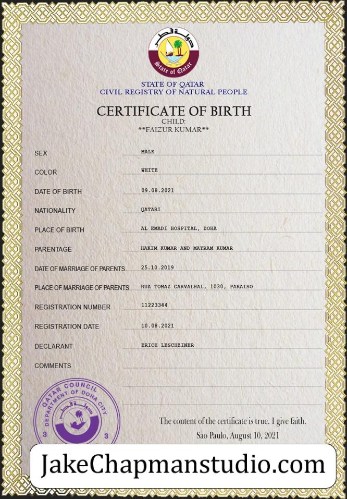 دولة قطر
State of Qatar
STATE OF QATAR
CIVIL REGISTRY OF NATURAL PEOPLE
CERTIFICATE OF BIRTH
CHILD:
**FAIZUR KUMAR**
SEX MALE
COLOR WHITE
DATE OF BIRTH 09.08.2021
NATIONALITY QATARI
PLACE OF BIRTH AL EMADI HOSPITAL, DOHA
PARENTAGE HAKIM KUMAR AND MAYRAM KUMAR
DATE OF MARRIAGE OF PARENTS 25.10.2019
PLACE OF MARRIAGE OF PARENTS RUA TOMAZ CARVALHAL, 1030, PARAISO
REGISTRATION NUMBER 11223344
REGISTRATION DATE 10.08.2021
DECLARANT ERICK LESCHZINER
COMMENTS
QATAR COUNCIL
DEPARTMENT OF DOHA CITY
The content of the certificate is true. I give faith.
Sao Paulo, August 10, 2021
JakeChapmanstudio.com